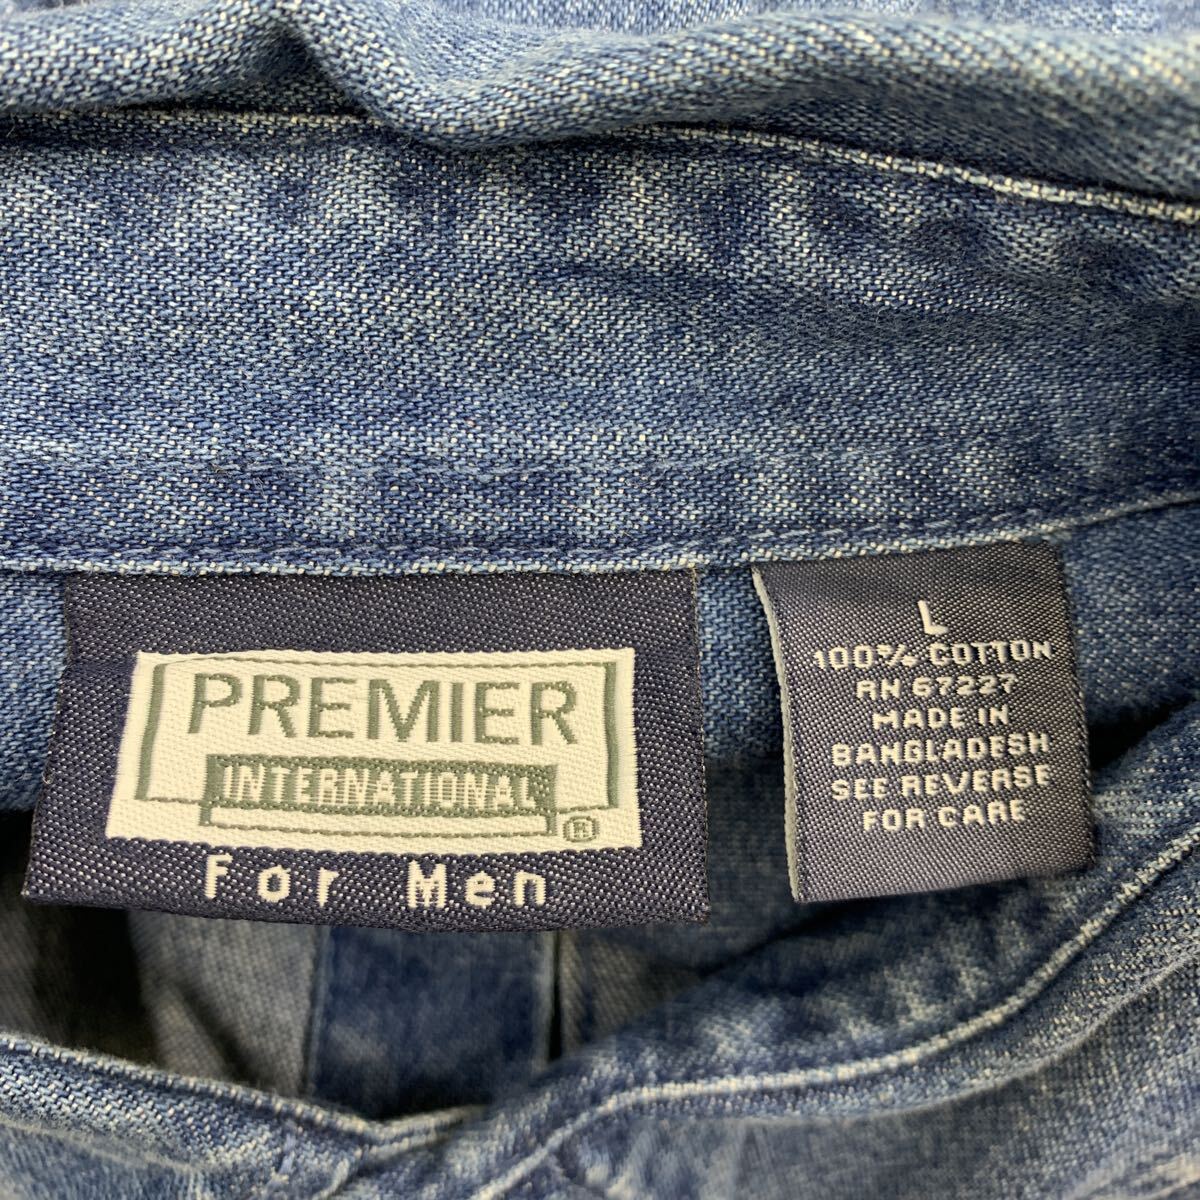 PREMIER
INTERNATIONAL
®
For Men
L
100% COTTON
RN 67227
MADE IN
BANGLADESH
SEE REVERSE
FOR CARE